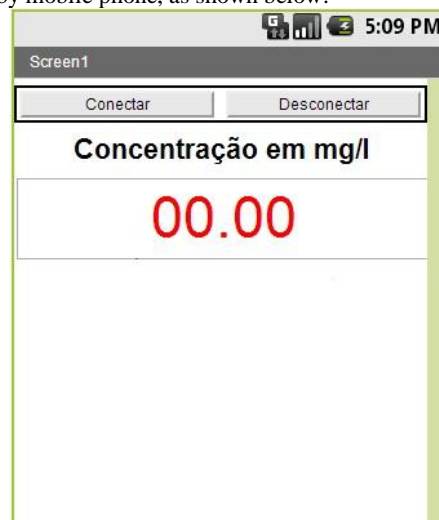 by mobile phone, as shown below:
5:09 PM
Screen1
Conectar Desconectar
Concentração em mg/l
00.00